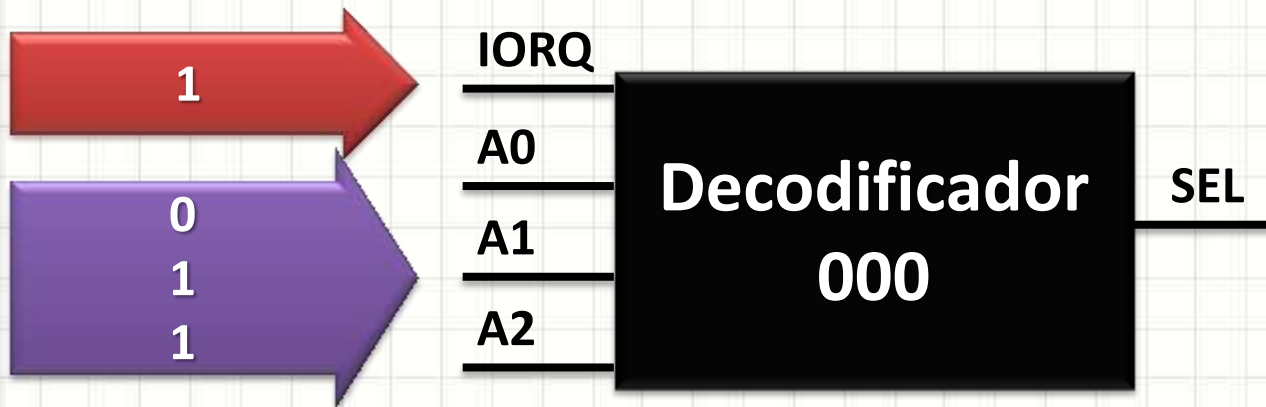 1
0
1
1
IORQ
A0
A1
A2
Decodificador
000
SEL